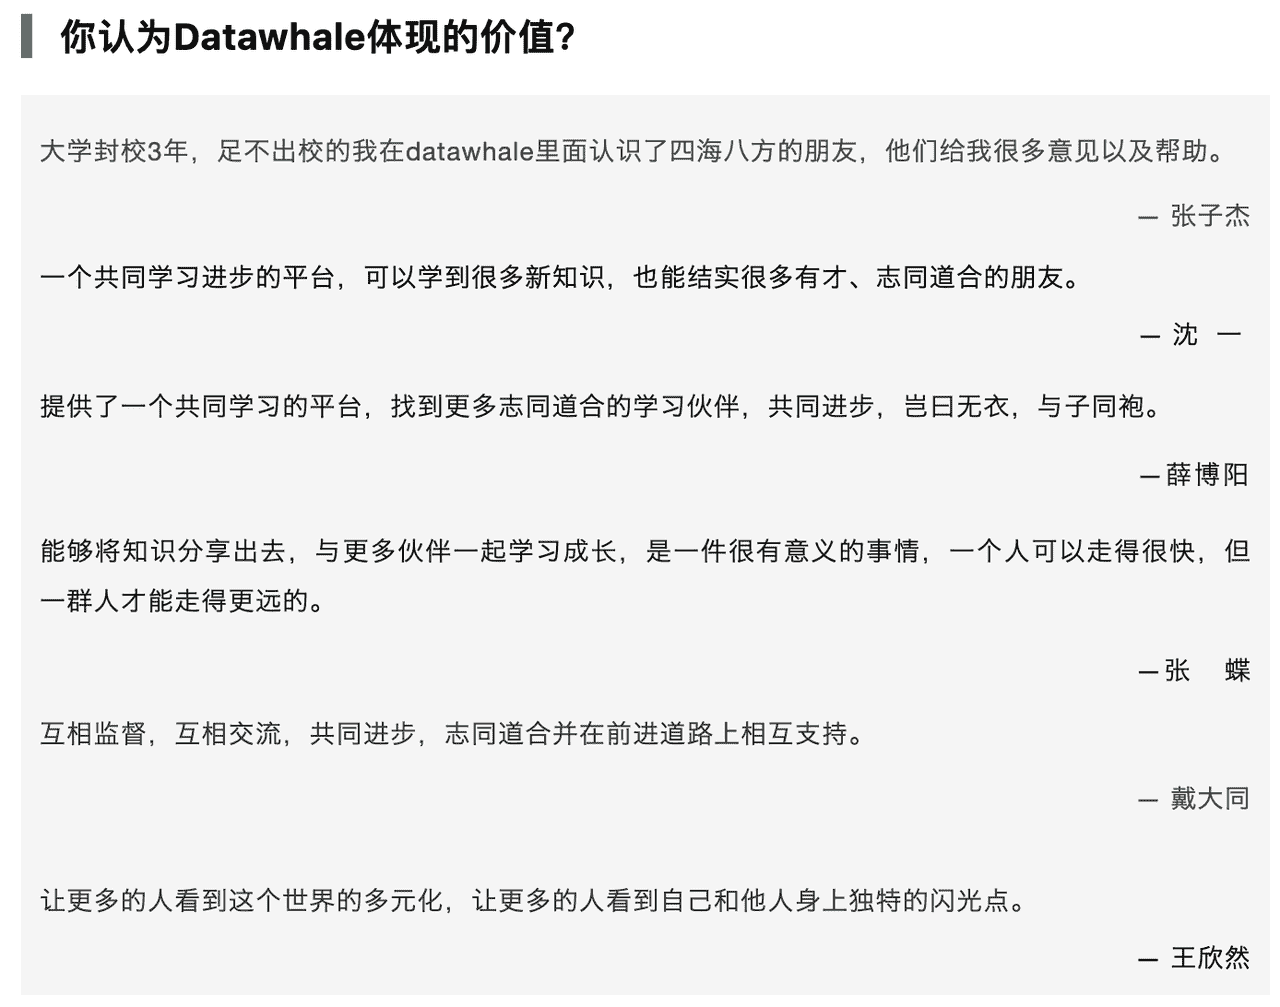 你认为Datawhale体现的价值?
大学封校3年，足不出校的我在datawhale里面认识了四海八方的朋友，他们给我很多意见以及帮助。
— 张子杰
一个共同学习进步的平台，可以学到很多新知识，也能结实很多有才、志同道合的朋友。
— 沈 一
提供了一个共同学习的平台，找到更多志同道合的学习伙伴，共同进步，岂曰无衣，与子同袍。
—薛博阳
能够将知识分享出去，与更多伙伴一起学习成长，是一件很有意义的事情，一个人可以走得很快，但
一群人才能走得更远的。
—张 蝶
互相监督，互相交流，共同进步，志同道合并在前进道路上相互支持。
— 戴大同
让更多的人看到这个世界的多元化，让更多的人看到自己和他人身上独特的闪光点。
— 王欣然